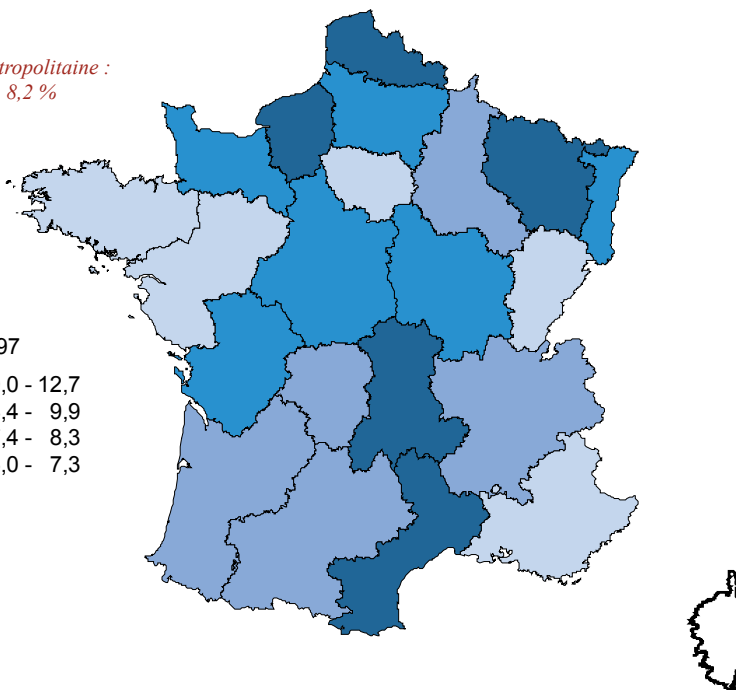 tropolitaine :
8,2 %
97
,0 - 12,7
,4 - 9,9
,4 - 8,3
,0 - 7,3